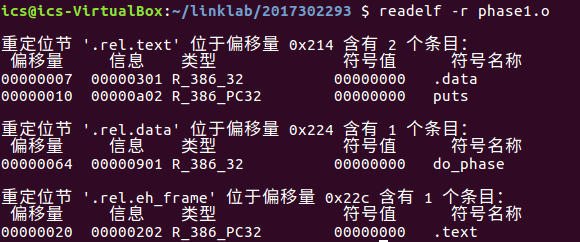 ics@ics-VirtualBox:~/linklab/2017302293 $ readelf -r phase1.o
重定位节 '.rel.text' 位于偏移量 0x214 含有 2 个条目：
偏移量 信息 类型 符号值 符号名称
00000007 00000301 R_386_32 00000000 .data
00000010 00000a02 R_386_PC32 00000000 puts
重定位节 '.rel.data' 位于偏移量 0x224 含有 1 个条目：
偏移量 信息 类型 符号值 符号名称
00000064 00000901 R_386_32 00000000 do_phase
重定位节 '.rel.eh_frame' 位于偏移量 0x22c 含有 1 个条目：
偏移量 信息 类型 符号值 符号名称
00000020 00000202 R_386_PC32 00000000 .text